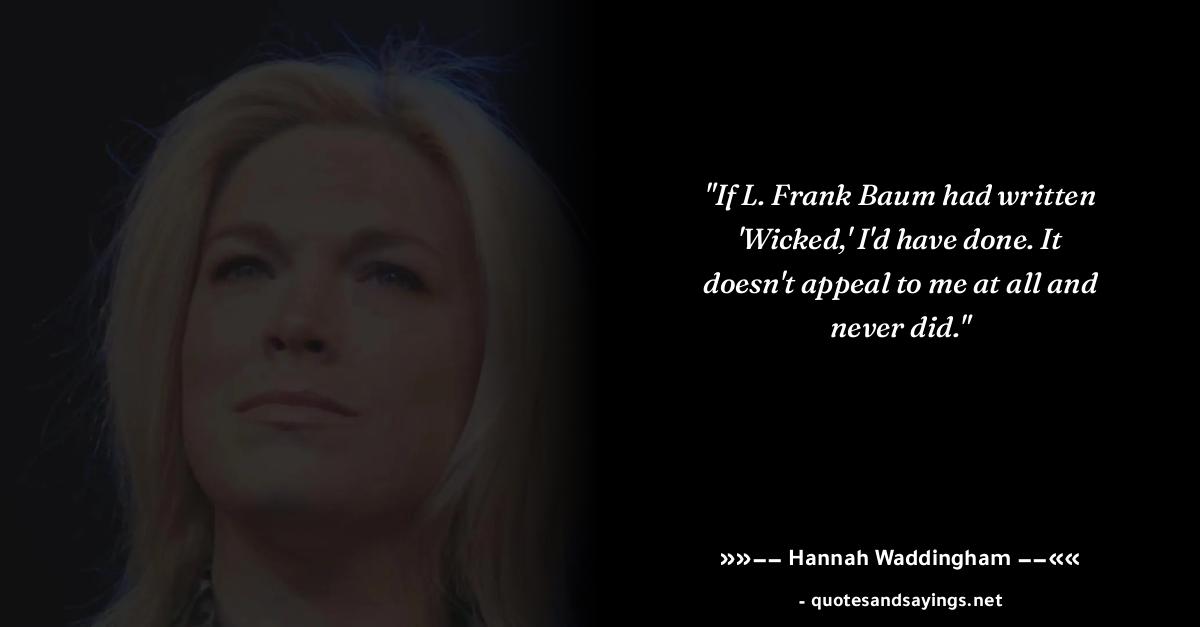 "If L. Frank Baum had written
'Wicked,' I'd have done. It
doesn't appeal to me at all and
never did."
»»−− Hannah Waddingham −−««
- quotesandsayings.net